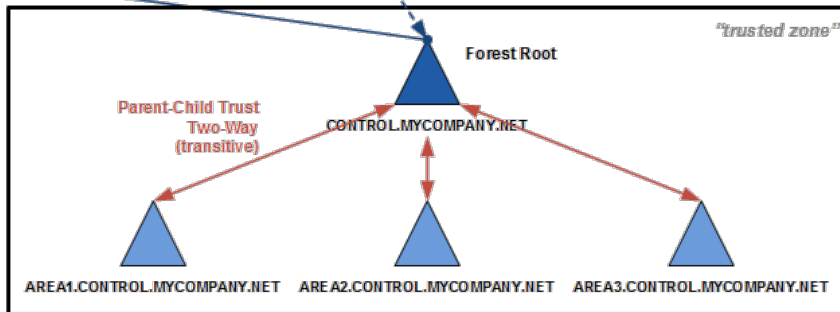 "trusted zone"
Forest Root
Parent-Child Trust
Two-Way
(transitive)
CONTROL.MYCOMPANY.NET
AREA1.CONTROL.MYCOMPANY.NET
AREA2.CONTROL.MYCOMPANY.NET
AREA3.CONTROL.MYCOMPANY.NET